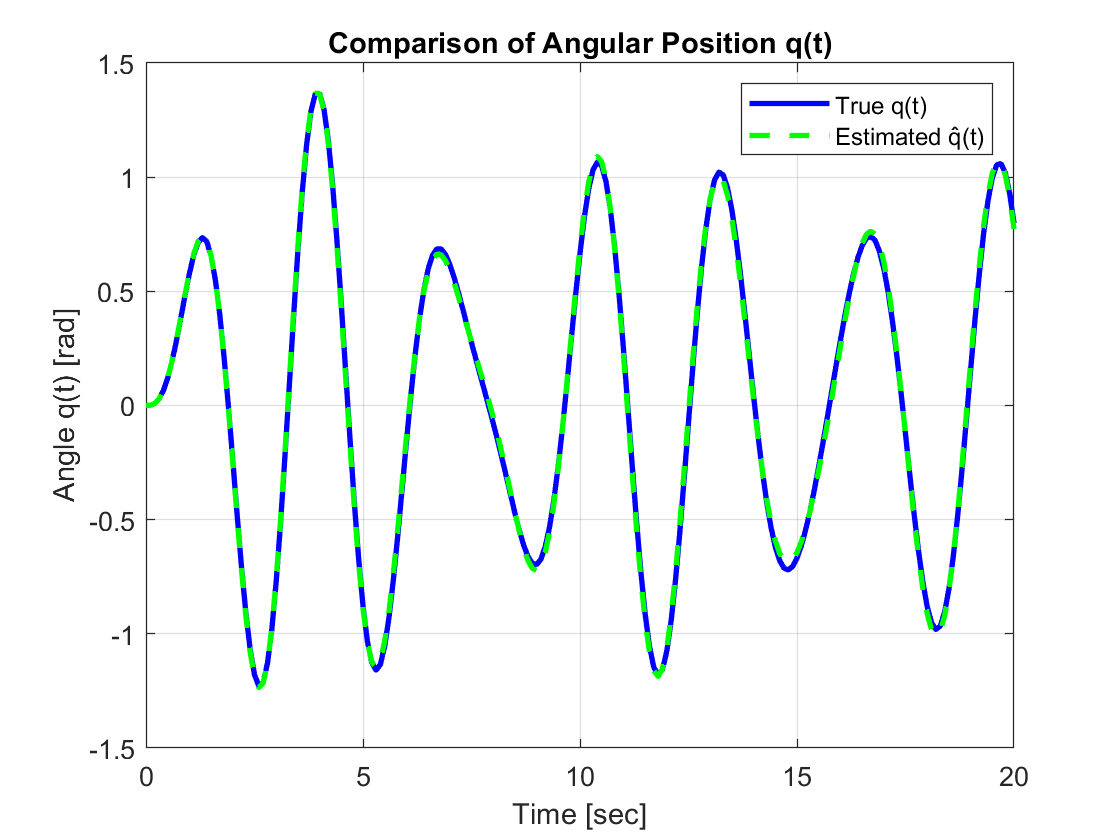 Comparison of Angular Position q(t)
True q(t)
Estimated q̂(t)
Angle q(t) [rad]
1.5
1
0.5
0
-0.5
-1
-1.5
0 5 10 15 20
Time [sec]